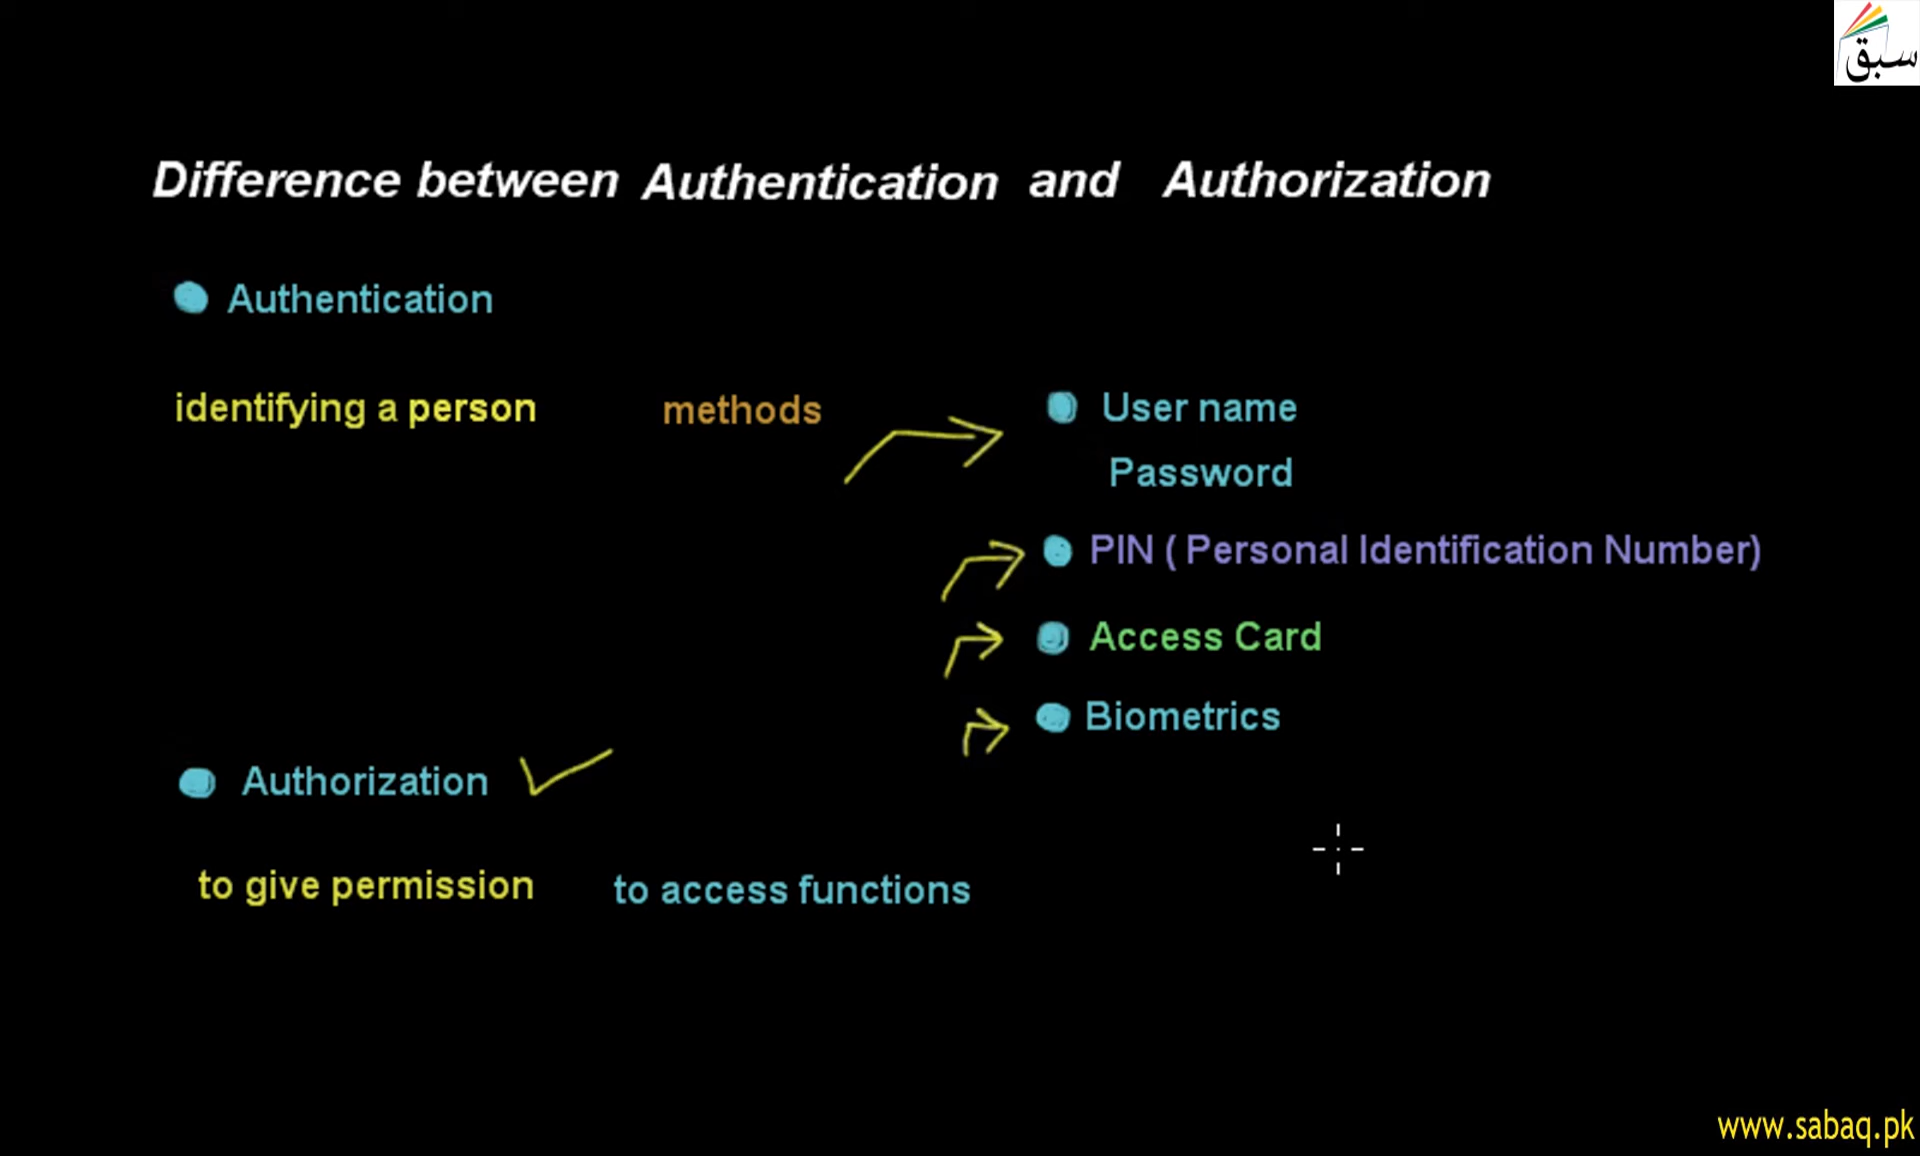 سبق
Difference between Authentication and Authorization
Authentication
identifying a person methods User name
Password
PIN ( Personal Identification Number)
Access Card
Biometrics
Authorization
to give permission to access functions
www.sabaq.pk